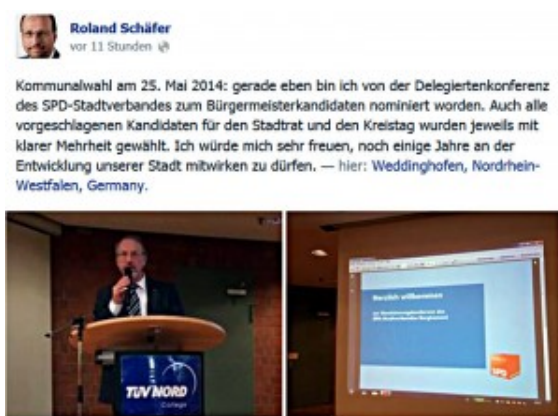 Roland Schäfer
vor 11 Stunden
Kommunalwahl am 25. Mai 2014: gerade eben bin ich von der Delegiertenkonferenz
des SPD-Stadtverbandes zum Bürgermeisterkandidaten nominiert worden. Auch alle
vorgeschlagenen Kandidaten für den Stadtrat und den Kreistag wurden jeweils mit
klarer Mehrheit gewählt. Ich würde mich sehr freuen, noch einige Jahre an der
Entwicklung unserer Stadt mitwirken zu dürfen. — hier: Weddinghofen, Nordrhein-
Westfalen, Germany.
TÜV NORD
College
Herzlich willkommen
SPD